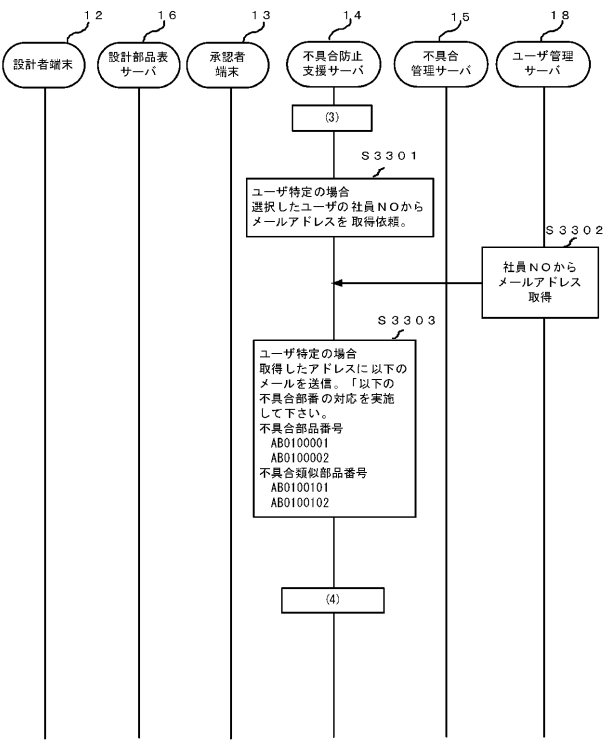 １２
１６
１３
１４
１５
１８
設計者端末
設計部品表
サーバ
承認者
端末
不具合防止
支援サーバ
不具合
管理サーバ
ユーザ管理
サーバ
(3)
Ｓ３３０１
ユーザ特定の場合
選択したユーザの社員ＮＯから
メールアドレスを取得依頼。
Ｓ３３０２
社員ＮＯから
メールアドレス
取得
Ｓ３３０３
ユーザ特定の場合
取得したアドレスに以下の
メールを送信。「以下の
不具合部番の対応を実施
して下さい。
不具合部品番号
AB0100001
AB0100002
不具合類似部品番号
AB0100101
AB0100102
(4)